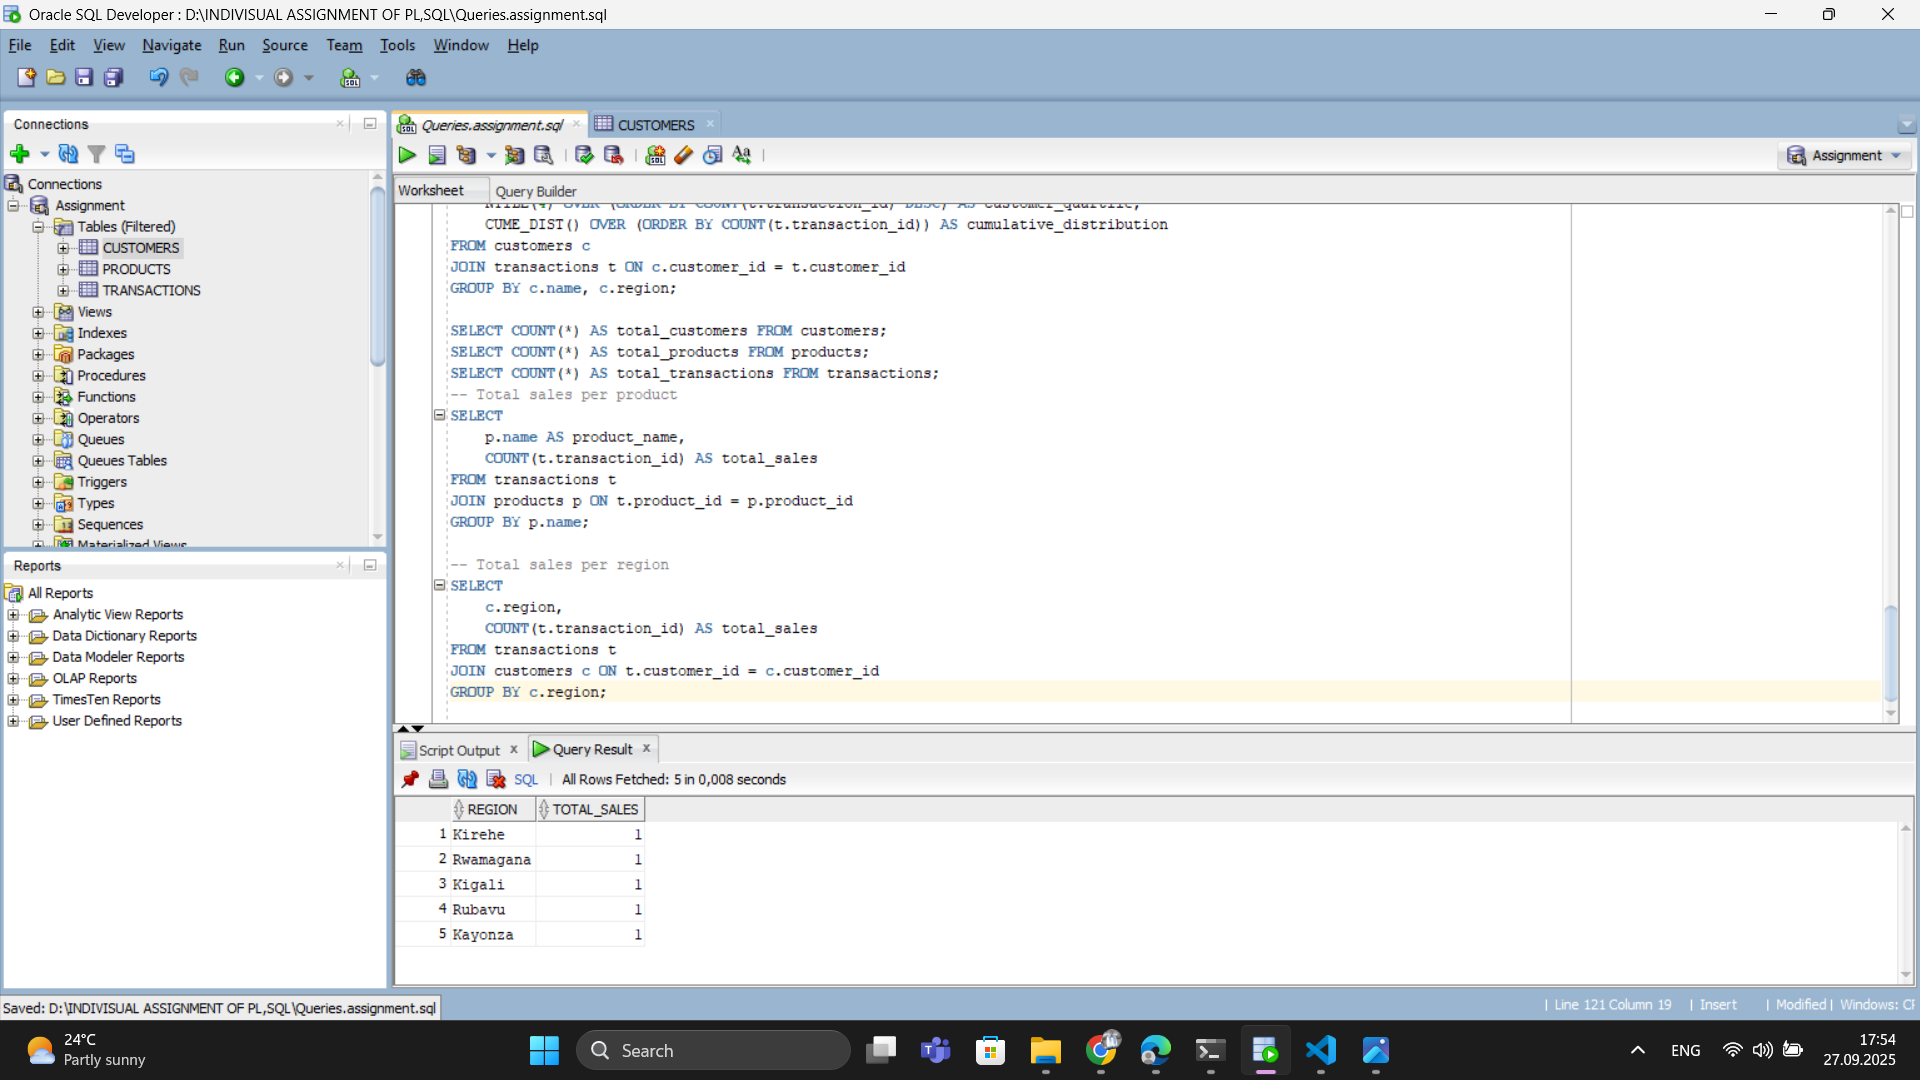 Oracle SQL Developer : D:\INDIVISUAL ASSIGNMENT OF PL,SQL\Queries.assignment.sql
File Edit View Navigate Run Source Team Tools Window Help
Connections
Connections
Assignment
Tables (Filtered)
CUSTOMERS
PRODUCTS
TRANSACTIONS
Views
Indexes
Packages
Procedures
Functions
Operators
Queues
Queues Tables
Triggers
Types
Sequences
Materialized Views
Reports
All Reports
Analytic View Reports
Data Dictionary Reports
Data Modeler Reports
OLAP Reports
TimesTen Reports
User Defined Reports
Queries.assignment.sql
CUSTOMERS
Assignment
Worksheet Query Builder
NTILE(4) OVER (ORDER BY COUNT(t.transaction_id) DESC) AS customer_quartile,
CUME_DIST() OVER (ORDER BY COUNT(t.transaction_id)) AS cumulative_distribution
FROM customers c
JOIN transactions t ON c.customer_id = t.customer_id
GROUP BY c.name, c.region;
SELECT COUNT(*) AS total_customers FROM customers;
SELECT COUNT(*) AS total_products FROM products;
SELECT COUNT(*) AS total_transactions FROM transactions;
-- Total sales per product
SELECT
p.name AS product_name,
COUNT(t.transaction_id) AS total_sales
FROM transactions t
JOIN products p ON t.product_id = p.product_id
GROUP BY p.name;
-- Total sales per region
SELECT
c.region,
COUNT(t.transaction_id) AS total_sales
FROM transactions t
JOIN customers c ON t.customer_id = c.customer_id
GROUP BY c.region;
Script Output
Query Result
SQL | All Rows Fetched: 5 in 0,008 seconds
REGION TOTAL_SALES
1 Kirehe 1
2 Rwamagana 1
3 Kigali 1
4 Rubavu 1
5 Kayonza 1
Saved: D:\INDIVISUAL ASSIGNMENT OF PL,SQL\Queries.assignment.sql
| Line 121 Column 19 | Insert | Modified | Windows:
24°C
Partly sunny
Search
ENG
17:54
27.09.2025